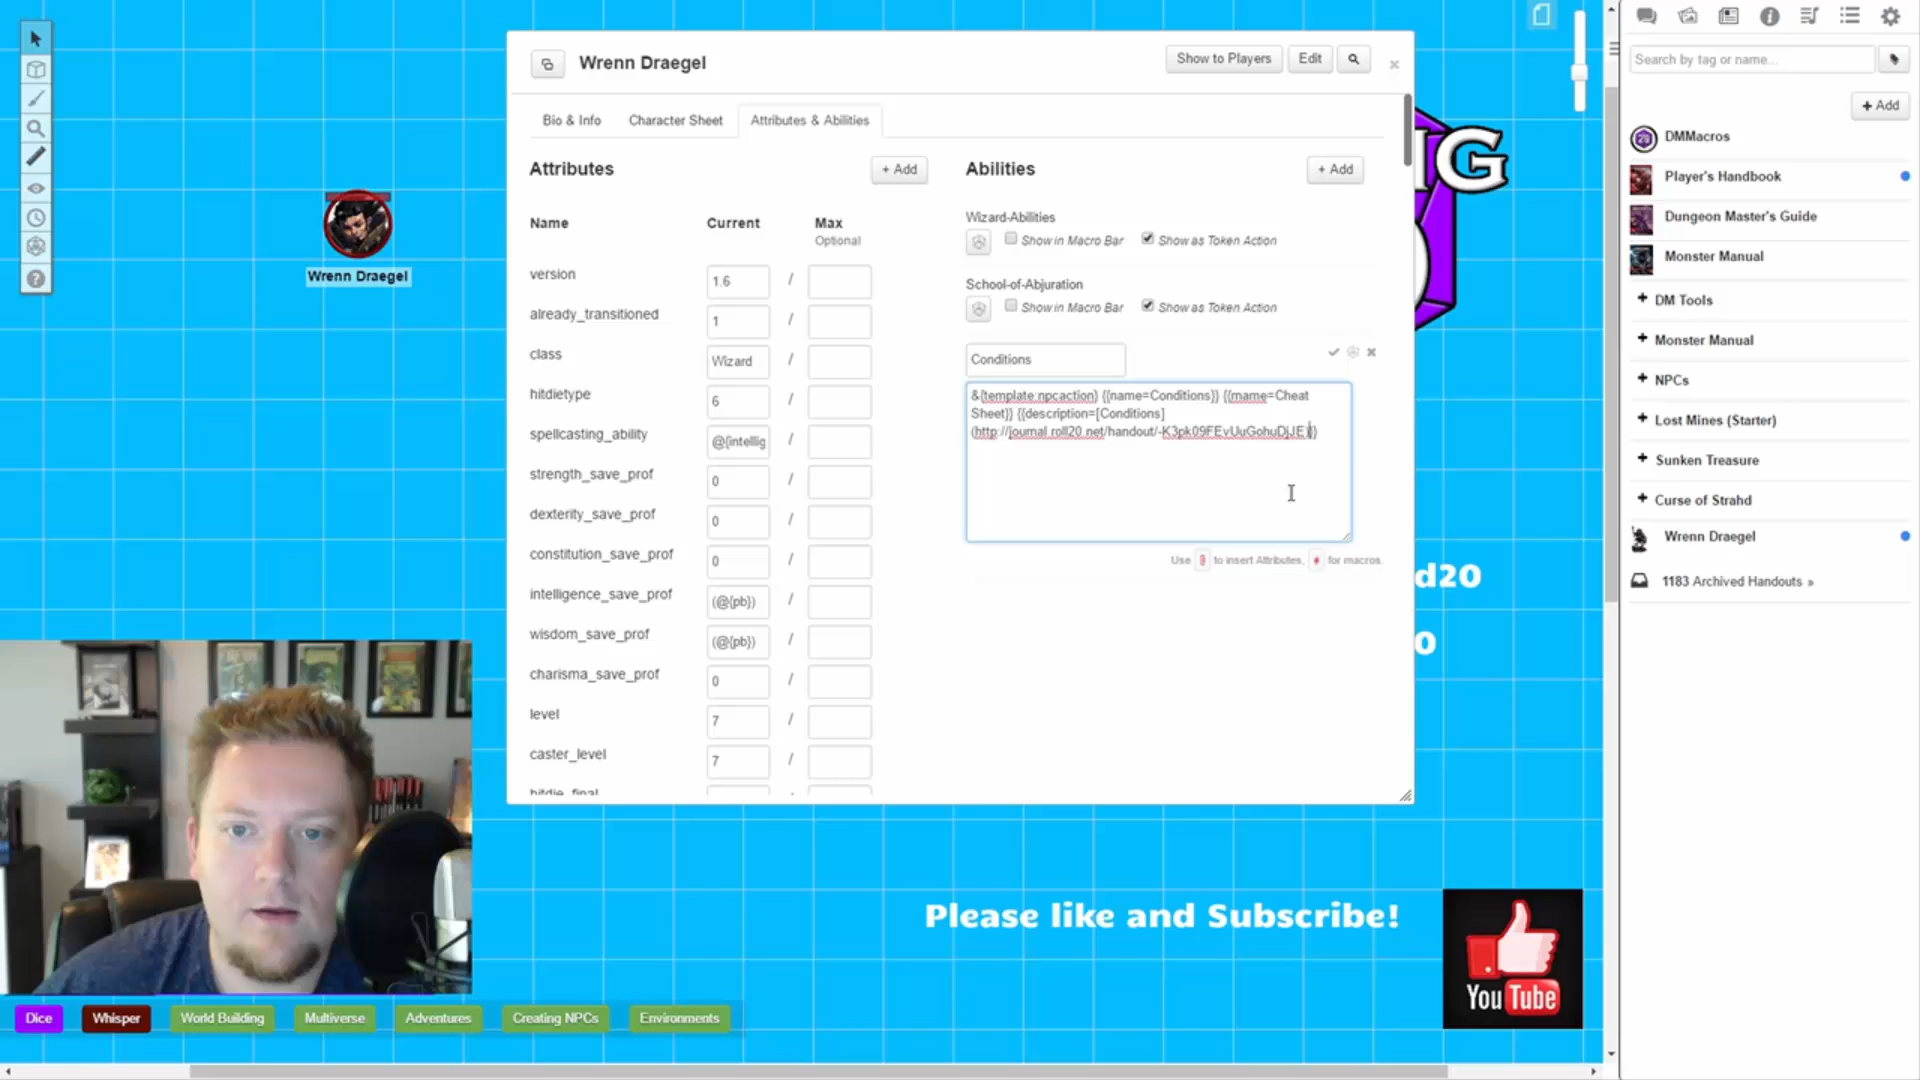 Wrenn Draegel
Show to Players
Edit
Bio & Info
Character Sheet
Attributes & Abilities
Attributes
+ Add
Name
Current
Max
Optional
version
1.6
/
already_transitioned
1
/
class
Wizard
/
hitdietype
6
/
spellcasting_ability
@{intellig
/
strength_save_prof
0
/
dexterity_save_prof
0
/
constitution_save_prof
0
/
intelligence_save_prof
(@{pb})
/
wisdom_save_prof
(@{pb})
/
charisma_save_prof
0
/
level
7
/
caster_level
7
/
hitdie_final
Abilities
+ Add
Wizard-Abilities
Show in Macro Bar
Show as Token Action
School-of-Abjuration
Show in Macro Bar
Show as Token Action
Conditions
&{template:npcaction} {{name=Conditions}} {{rname=Cheat
Sheet}} {{description=[Conditions]
(http://journal.roll20.net/handout/-K3pk09FEvUuGohuDjJE)}}
Use
to insert Attributes,
for macros.
Wrenn Draegel
G
d20
0
Please like and Subscribe!
YouTube
Dice
Whisper
World Building
Multiverse
Adventures
Creating NPCs
Environments
Search by tag or name...
+ Add
DMMacros
Player's Handbook
Dungeon Master's Guide
Monster Manual
+ DM Tools
+ Monster Manual
+ NPCs
+ Lost Mines (Starter)
+ Sunken Treasure
+ Curse of Strahd
Wrenn Draegel
1183 Archived Handouts »